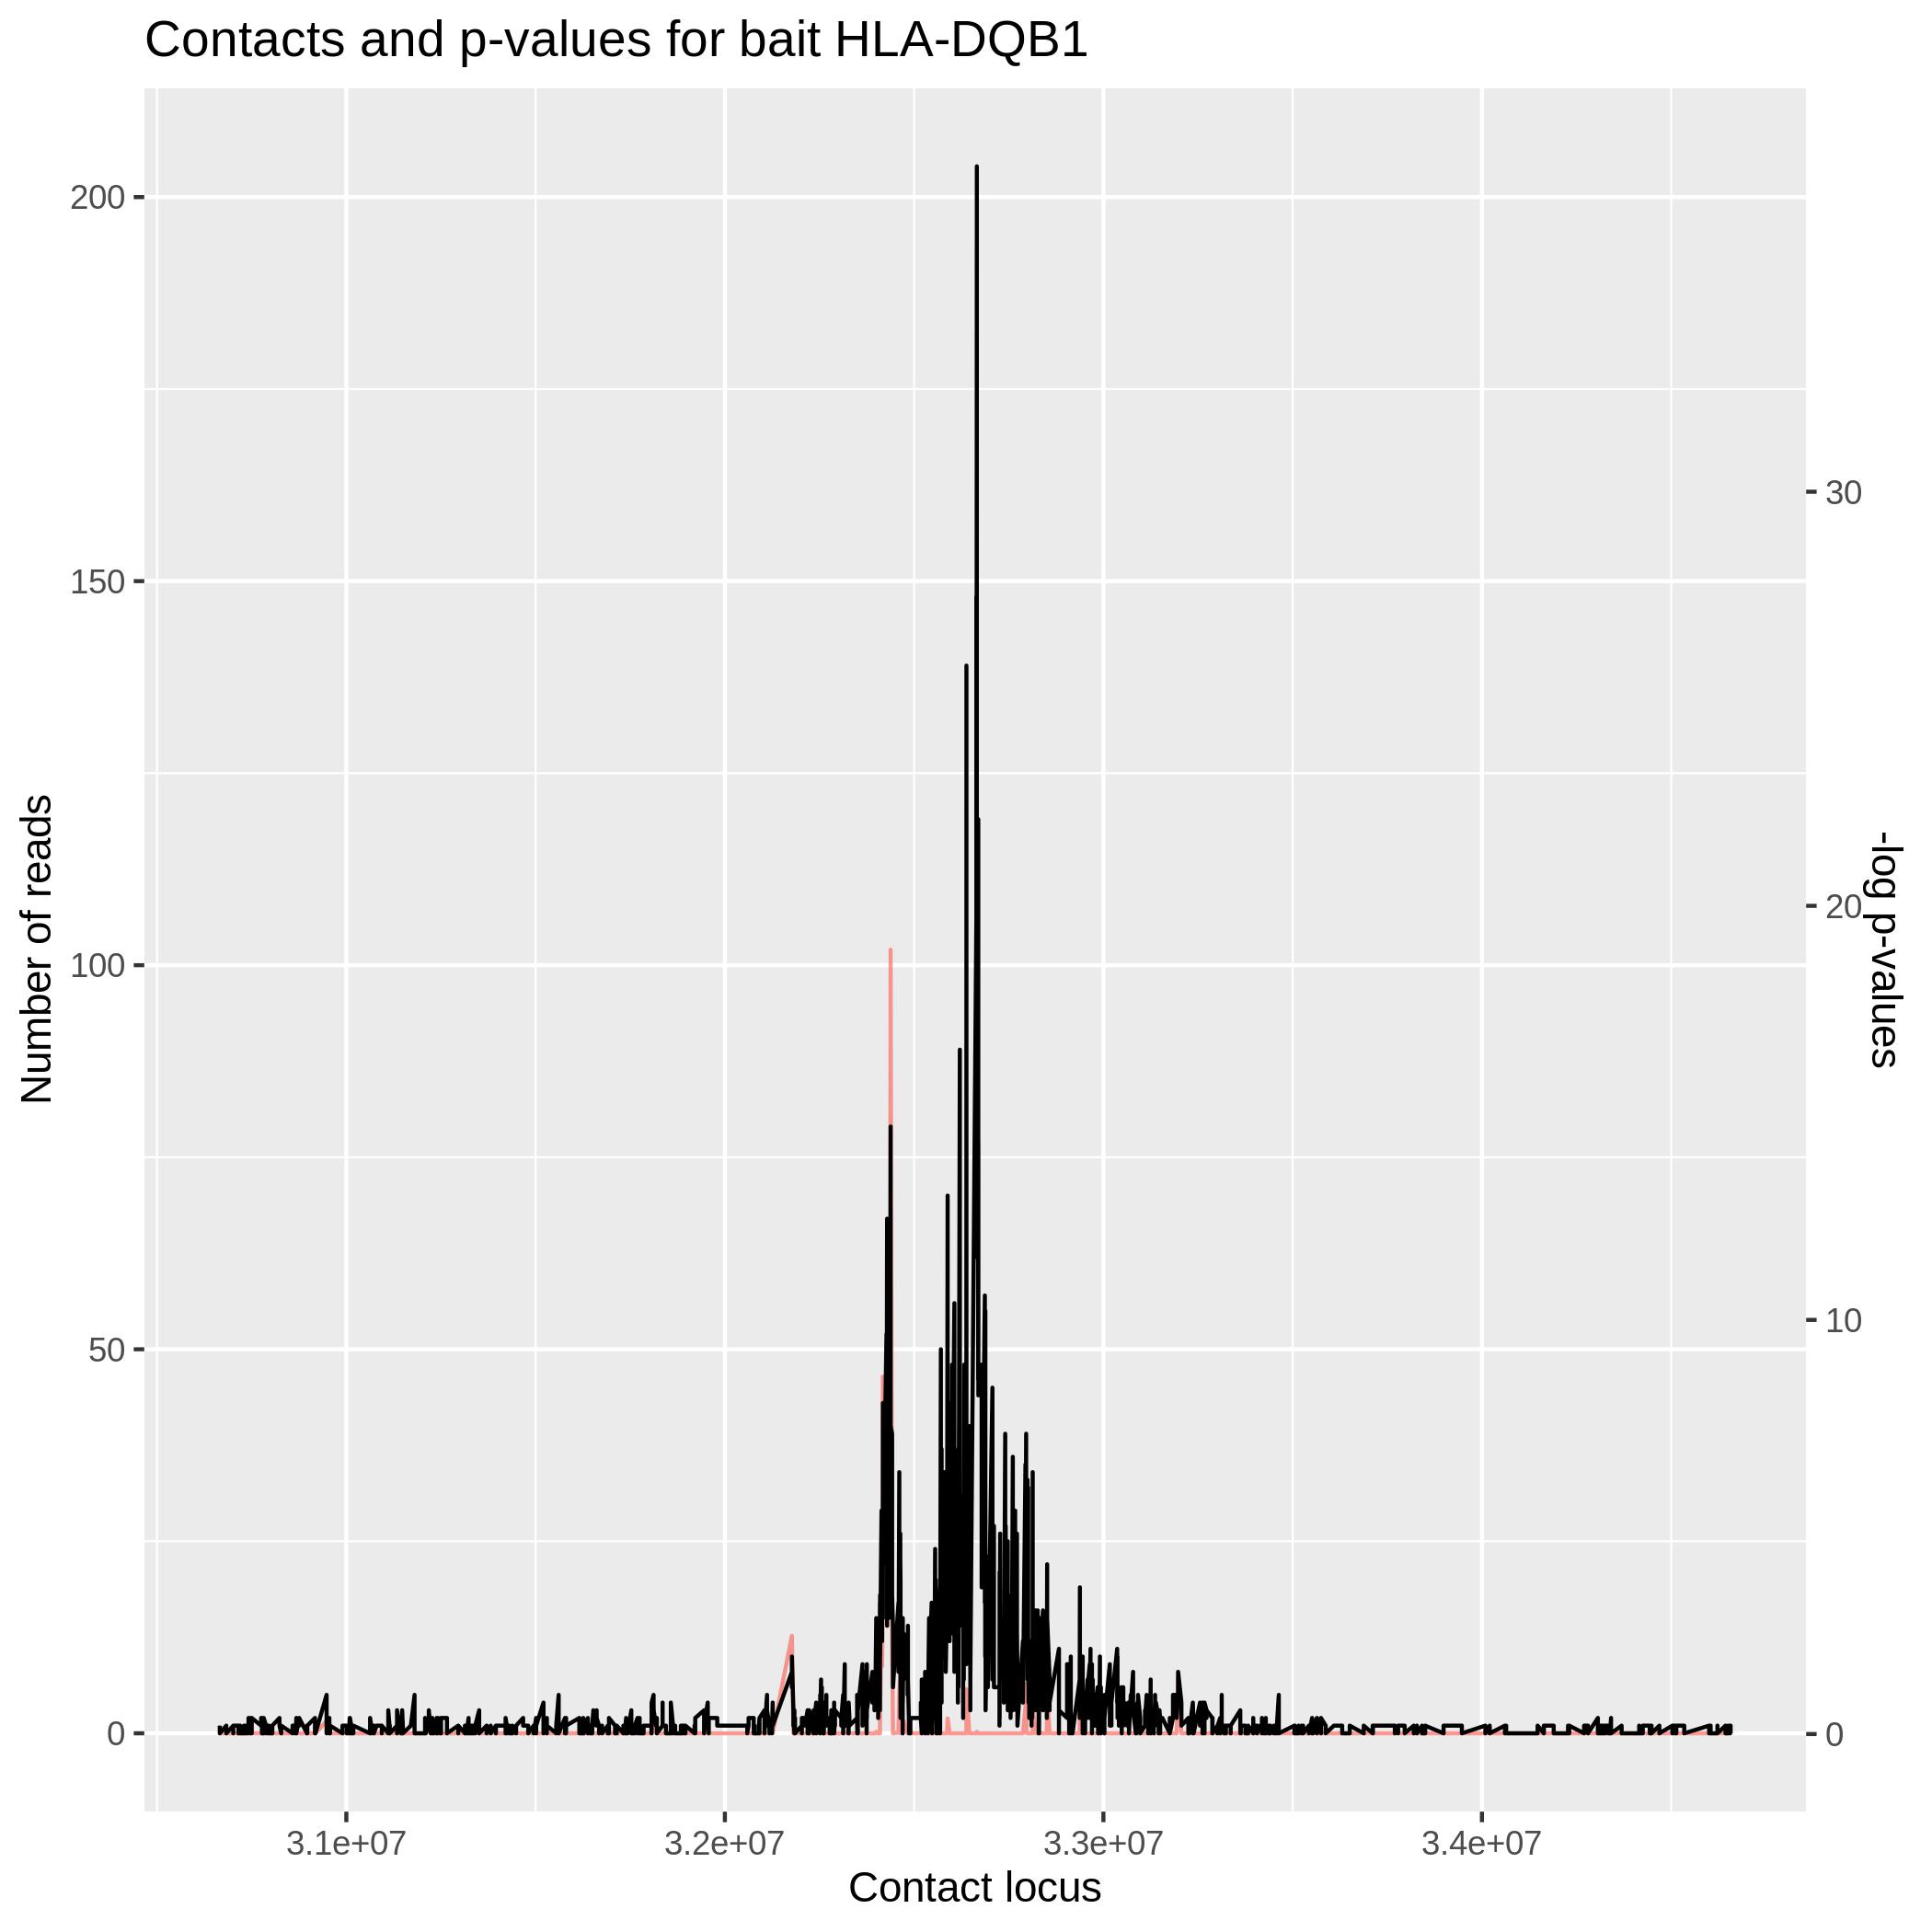 Contacts and p-values for bait HLA-DQB1
200
150
100
50
0
Number of reads
30
20
10
0
-log p-values
3.1e+07
3.2e+07
3.3e+07
3.4e+07
Contact locus